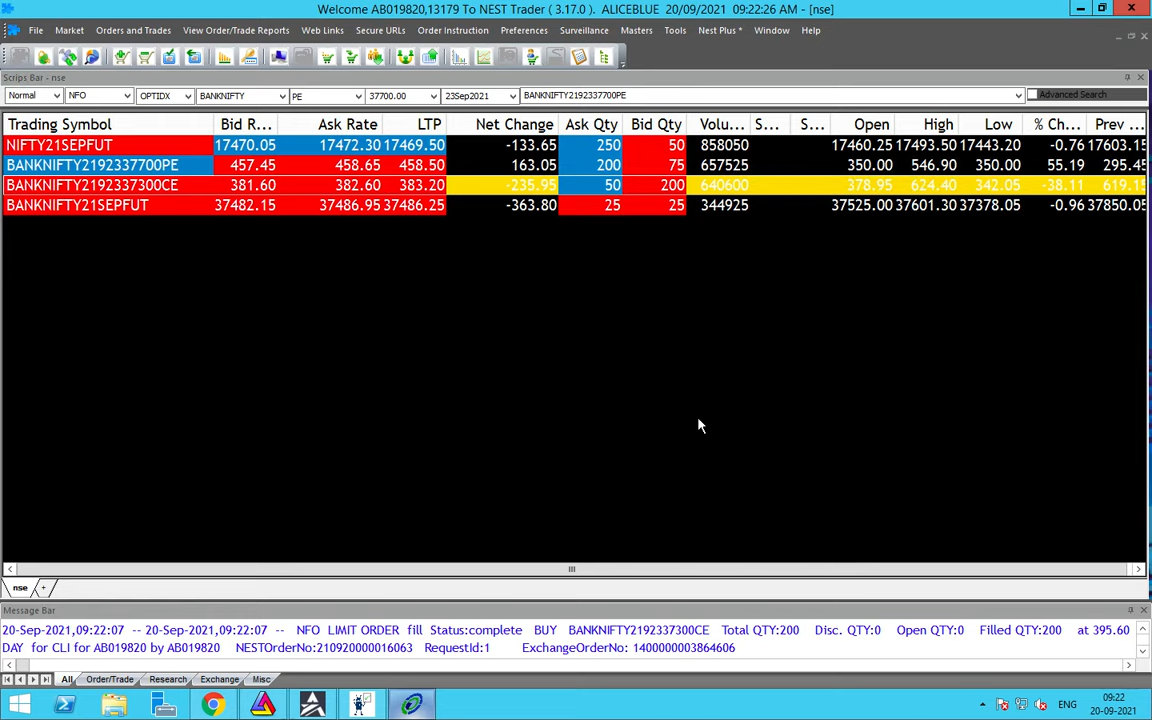 Welcome AB019820,13179 To NEST Trader ( 3.17.0 ). ALICEBLUE 20/09/2021 09:22:26 AM - [nse]
File Market Orders and Trades View Order/Trade Reports Web Links Secure URLs Order Instruction Preferences Surveillance Masters Tools Nest Plus * Window Help
Scrips Bar - nse
Normal NFO OPTIDX BANKNIFTY PE 37700.00 23Sep2021 BANKNIFTY2192337700PE Advanced Search
Trading Symbol Bid R... Ask Rate LTP Net Change Ask Qty Bid Qty Volu... S... S... Open High Low % Ch... Prev ...
NIFTY21SEPFUT 17470.05 17472.30 17469.50 -133.65 250 50 858050 17460.25 17493.50 17443.20 -0.76 17603.15
BANKNIFTY2192337700PE 457.45 458.65 458.50 163.05 200 75 657525 350.00 546.90 350.00 55.19 295.45
BANKNIFTY2192337300CE 381.60 382.60 383.20 -235.95 50 200 640600 378.95 624.40 342.05 -38.11 619.15
BANKNIFTY21SEPFUT 37482.15 37486.95 37486.25 -363.80 25 25 344925 37525.00 37601.30 37378.05 -0.96 37850.05
nse +
Message Bar
20-Sep-2021,09:22:07 -- 20-Sep-2021,09:22:07 -- NFO LIMIT ORDER fill Status:complete BUY BANKNIFTY2192337300CE Total QTY:200 Disc. QTY:0 Open QTY:0 Filled QTY:200 at 395.60
DAY for CLI for AB019820 by AB019820 NESTOrderNo:210920000016063 RequestId:1 ExchangeOrderNo: 1400000003864606
All Order/Trade Research Exchange Misc
ENG 09:22
20-09-2021